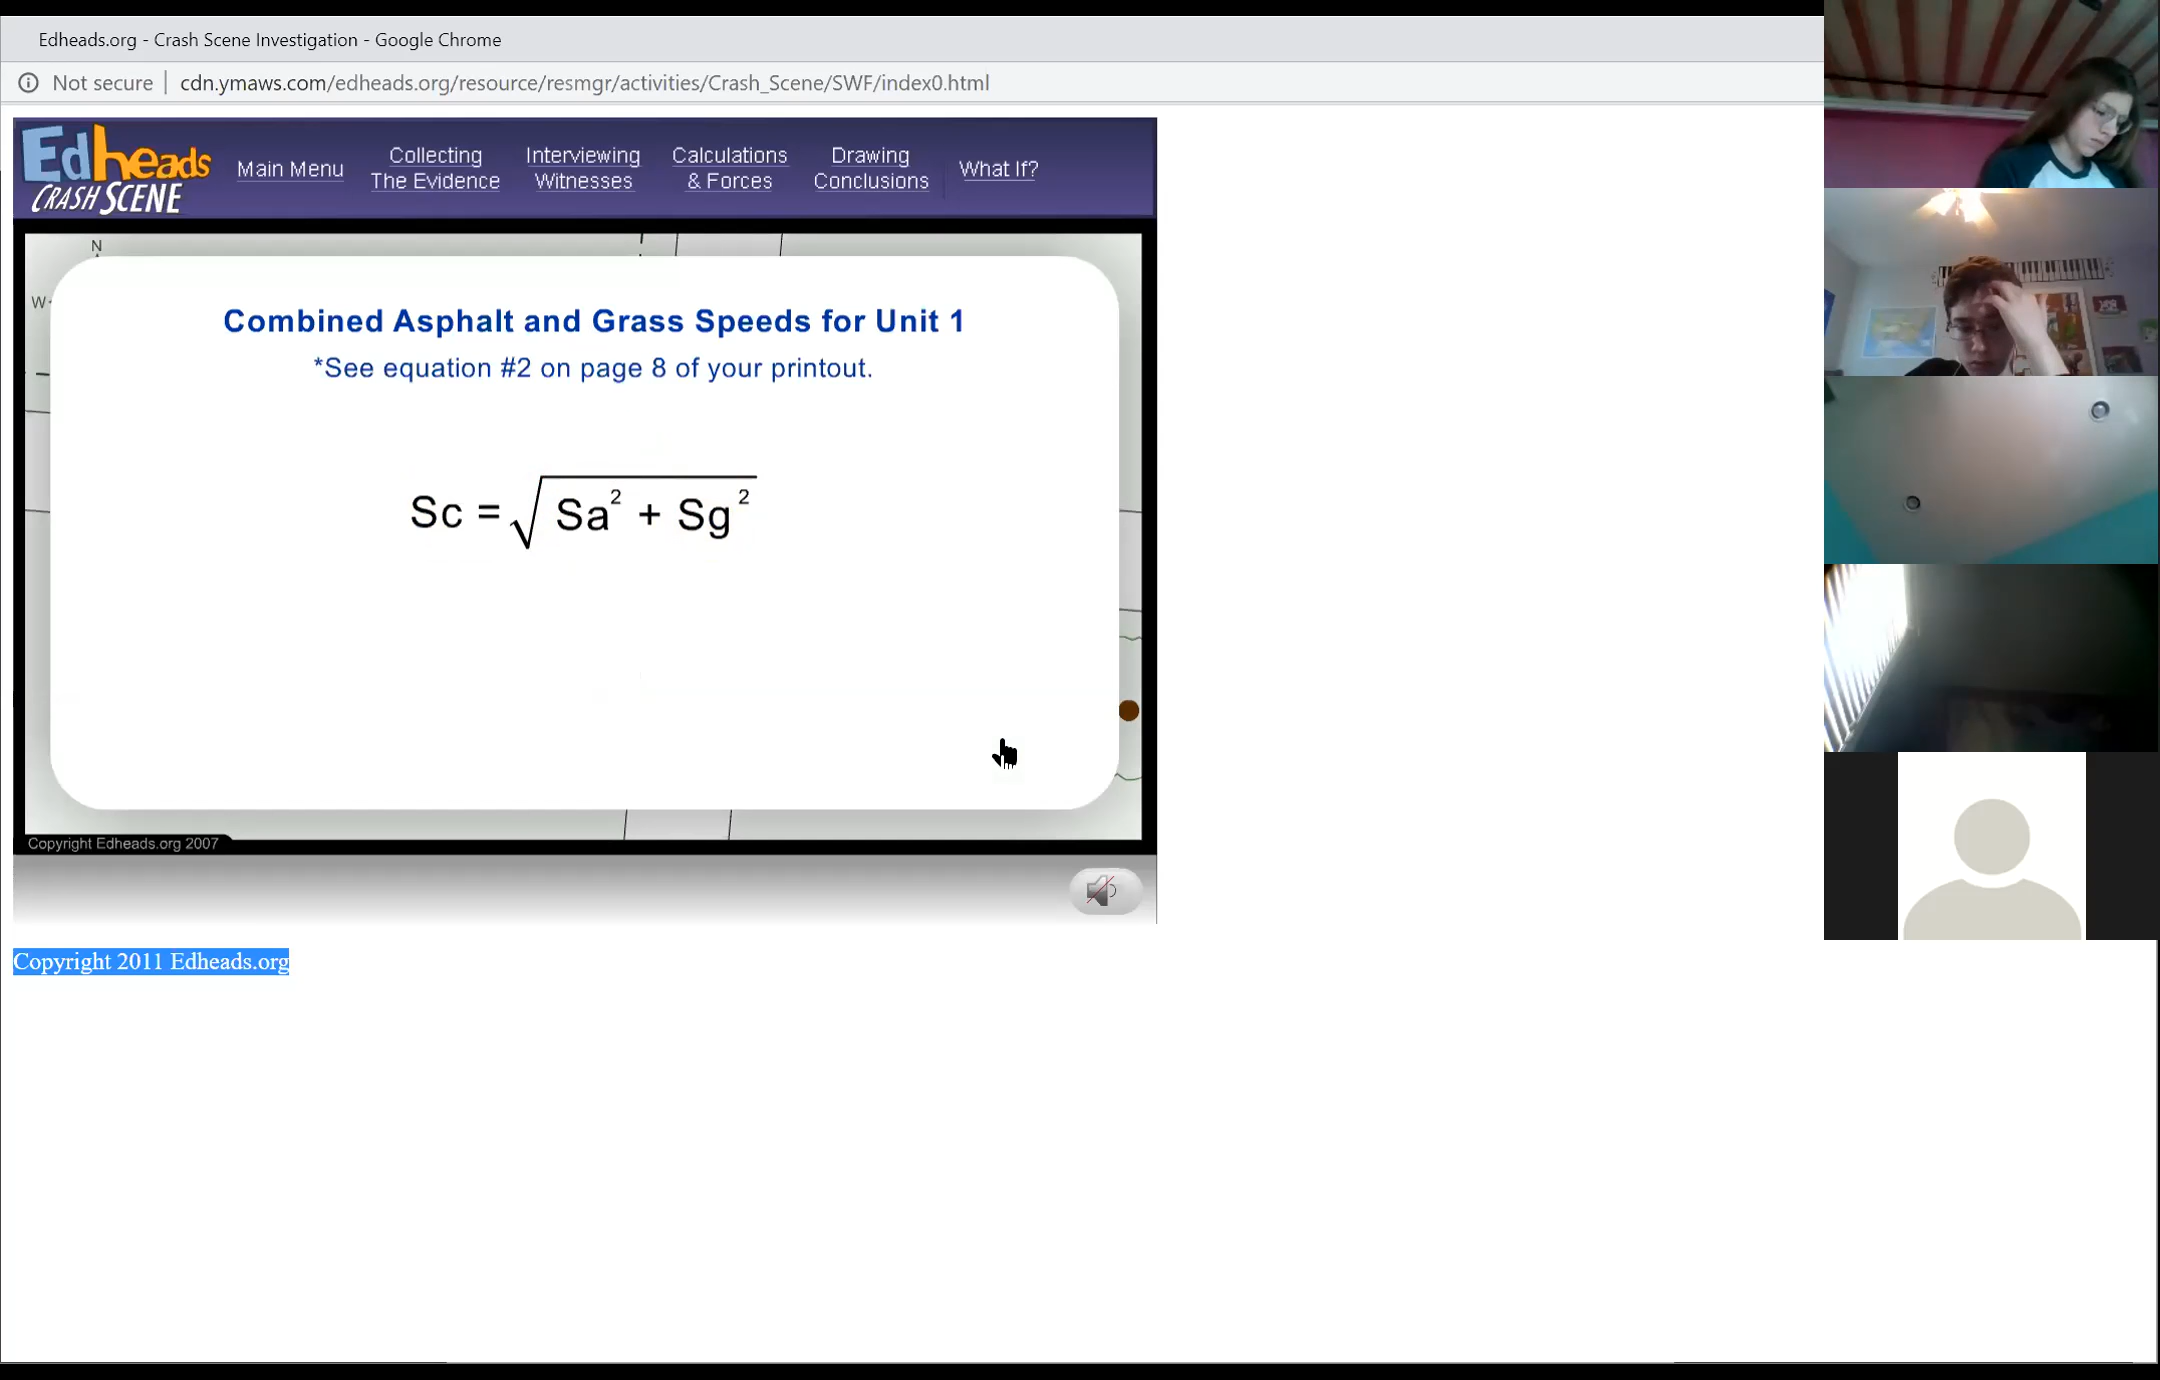 Edheads.org - Crash Scene Investigation - Google Chrome
Not secure | cdn.ymaws.com/edheads.org/resource/resmgr/activities/Crash_Scene/SWF/index0.html
Edheads
CRASH SCENE
Main Menu
Collecting
The Evidence
Interviewing
Witnesses
Calculations
& Forces
Drawing
Conclusions
What If?
N
W
Combined Asphalt and Grass Speeds for Unit 1
*See equation #2 on page 8 of your printout.
Sc = √ Sa² + Sg²
Copyright Edheads.org 2007
Copyright 2011 Edheads.org